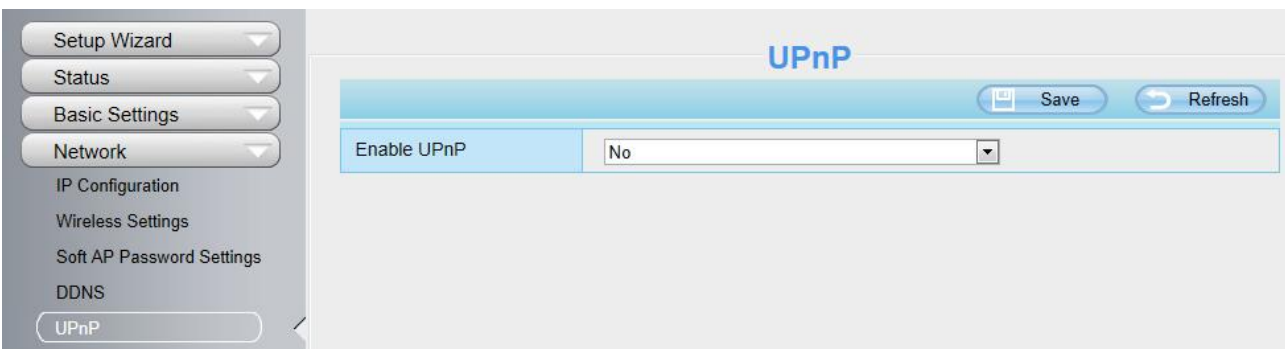 Setup Wizard
Status
Basic Settings
Network
IP Configuration
Wireless Settings
Soft AP Password Settings
DDNS
UPnP
UPnP
Save Refresh
Enable UPnP No